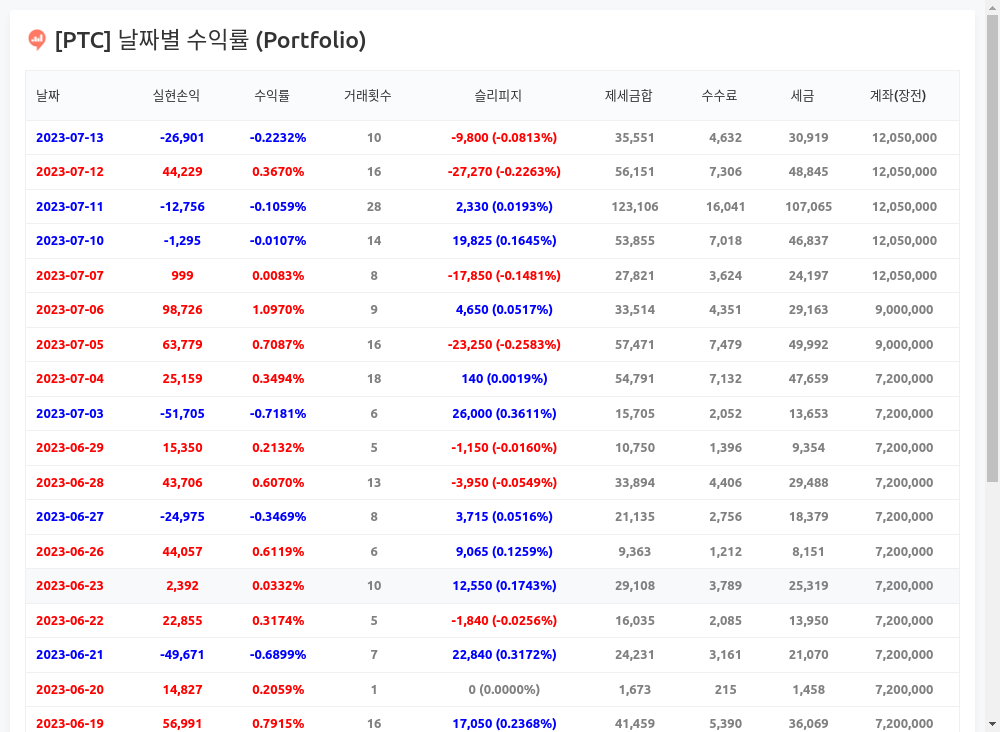 [PTC] 날짜별 수익률 (Portfolio)
날짜 실현손익 수익률 거래횟수 슬리피지 제세금합 수수료 세금 계좌(장전)
2023-07-13 -26,901 -0.2232% 10 -9,800 (-0.0813%) 35,551 4,632 30,919 12,050,000
2023-07-12 44,229 0.3670% 16 -27,270 (-0.2263%) 56,151 7,306 48,845 12,050,000
2023-07-11 -12,756 -0.1059% 28 2,330 (0.0193%) 123,106 16,041 107,065 12,050,000
2023-07-10 -1,295 -0.0107% 14 19,825 (0.1645%) 53,855 7,018 46,837 12,050,000
2023-07-07 999 0.0083% 8 -17,850 (-0.1481%) 27,821 3,624 24,197 12,050,000
2023-07-06 98,726 1.0970% 9 4,650 (0.0517%) 33,514 4,351 29,163 9,000,000
2023-07-05 63,779 0.7087% 16 -23,250 (-0.2583%) 57,471 7,479 49,992 9,000,000
2023-07-04 25,159 0.3494% 18 140 (0.0019%) 54,791 7,132 47,659 7,200,000
2023-07-03 -51,705 -0.7181% 6 26,000 (0.3611%) 15,705 2,052 13,653 7,200,000
2023-06-29 15,350 0.2132% 5 -1,150 (-0.0160%) 10,750 1,396 9,354 7,200,000
2023-06-28 43,706 0.6070% 13 -3,950 (-0.0549%) 33,894 4,406 29,488 7,200,000
2023-06-27 -24,975 -0.3469% 8 3,715 (0.0516%) 21,135 2,756 18,379 7,200,000
2023-06-26 44,057 0.6119% 6 9,065 (0.1259%) 9,363 1,212 8,151 7,200,000
2023-06-23 2,392 0.0332% 10 12,550 (0.1743%) 29,108 3,789 25,319 7,200,000
2023-06-22 22,855 0.3174% 5 -1,840 (-0.0256%) 16,035 2,085 13,950 7,200,000
2023-06-21 -49,671 -0.6899% 7 22,840 (0.3172%) 24,231 3,161 21,070 7,200,000
2023-06-20 14,827 0.2059% 1 0 (0.0000%) 1,673 215 1,458 7,200,000
2023-06-19 56,991 0.7915% 16 17,050 (0.2368%) 41,459 5,390 36,069 7,200,000